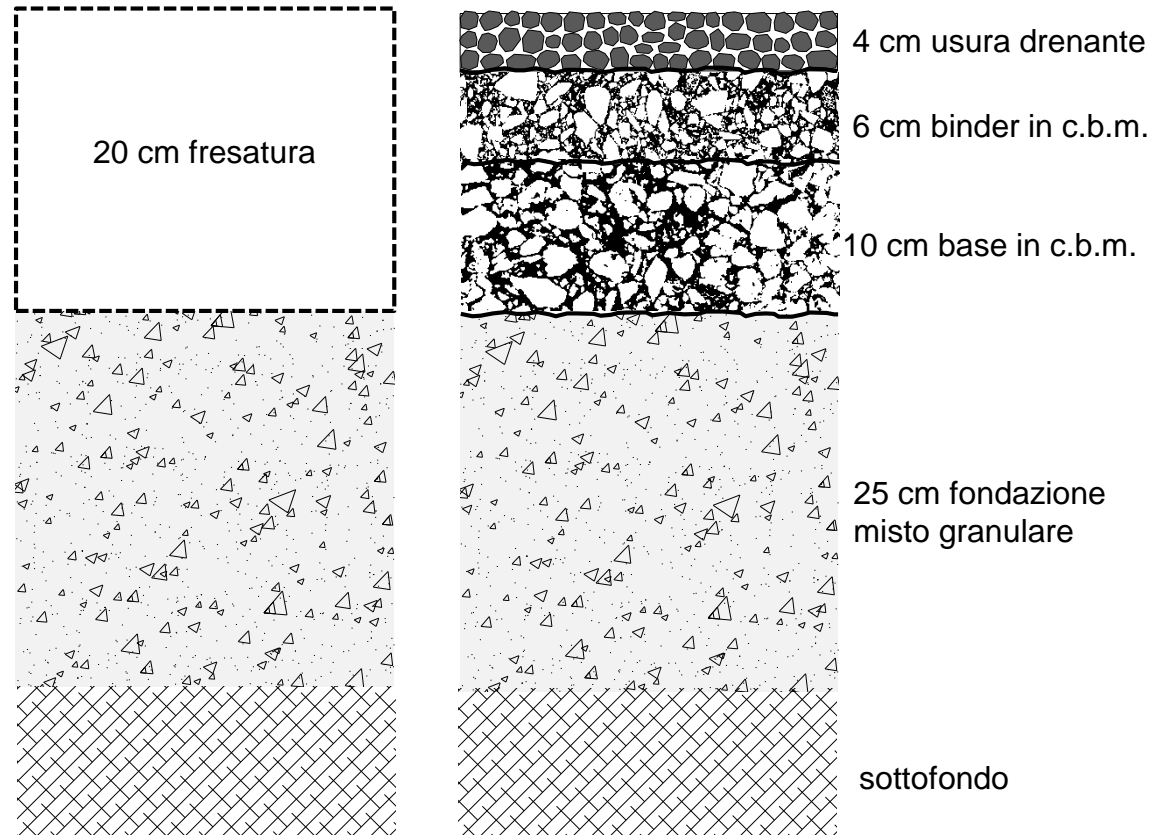 20 cm fresatura
4 cm usura drenante
6 cm binder in c.b.m.
10 cm base in c.b.m.
25 cm fondazione
misto granulare
sottofondo